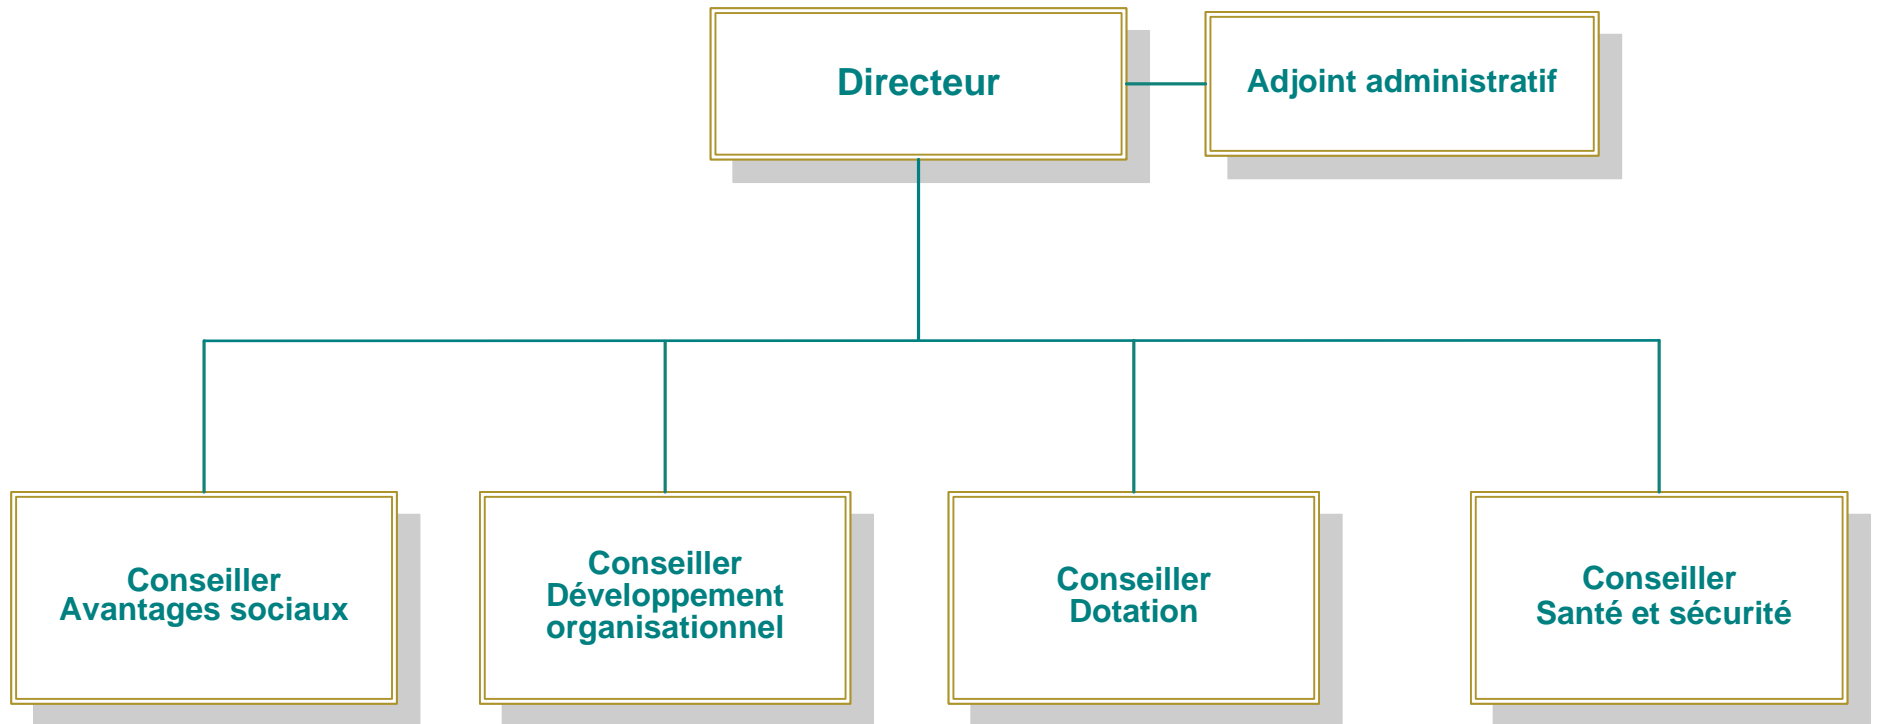 Directeur
Adjoint administratif
Conseiller
Avantages sociaux
Conseiller
Développement
organisationnel
Conseiller
Dotation
Conseiller
Santé et sécurité